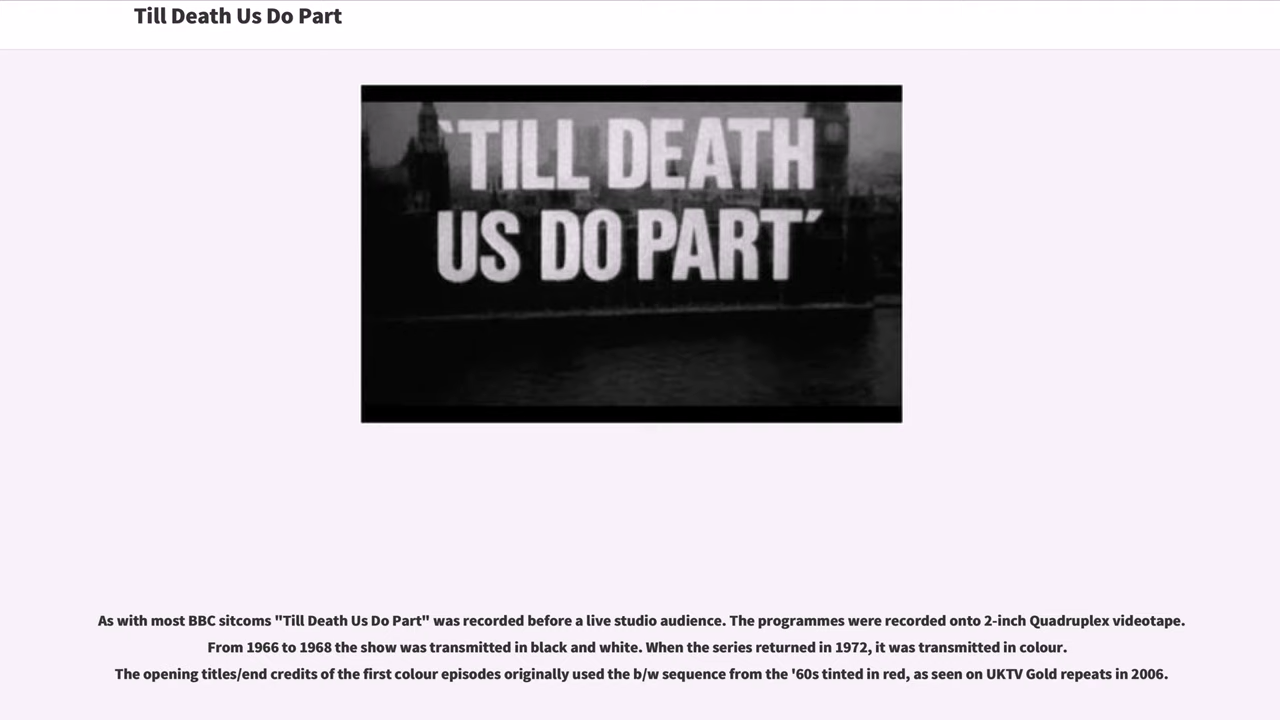 Till Death Us Do Part
‵TILL DEATH
US DO PART′
As with most BBC sitcoms "Till Death Us Do Part" was recorded before a live studio audience. The programmes were recorded onto 2-inch Quadruplex videotape.
From 1966 to 1968 the show was transmitted in black and white. When the series returned in 1972, it was transmitted in colour.
The opening titles/end credits of the first colour episodes originally used the b/w sequence from the '60s tinted in red, as seen on UKTV Gold repeats in 2006.